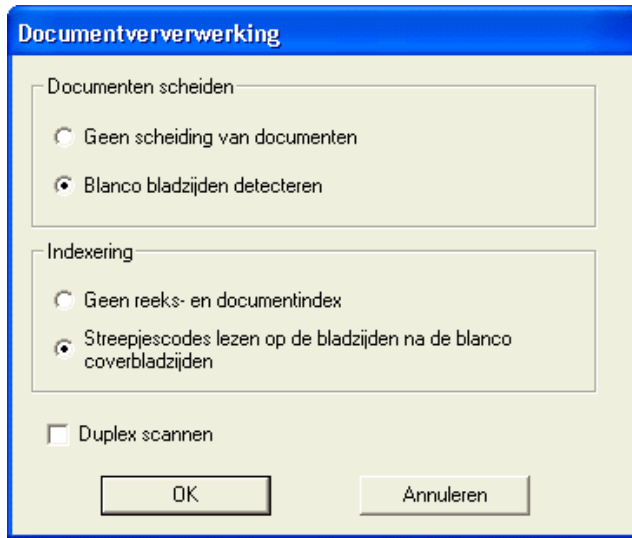 Documentververwerking
Documenten scheiden
Geen scheiding van documenten
Blanco bladzijden detecteren
Indexering
Geen reeks- en documentindex
Streepjescodes lezen op de bladzijden na de blanco
coverbladzijden
Duplex scannen
OK
Annuleren